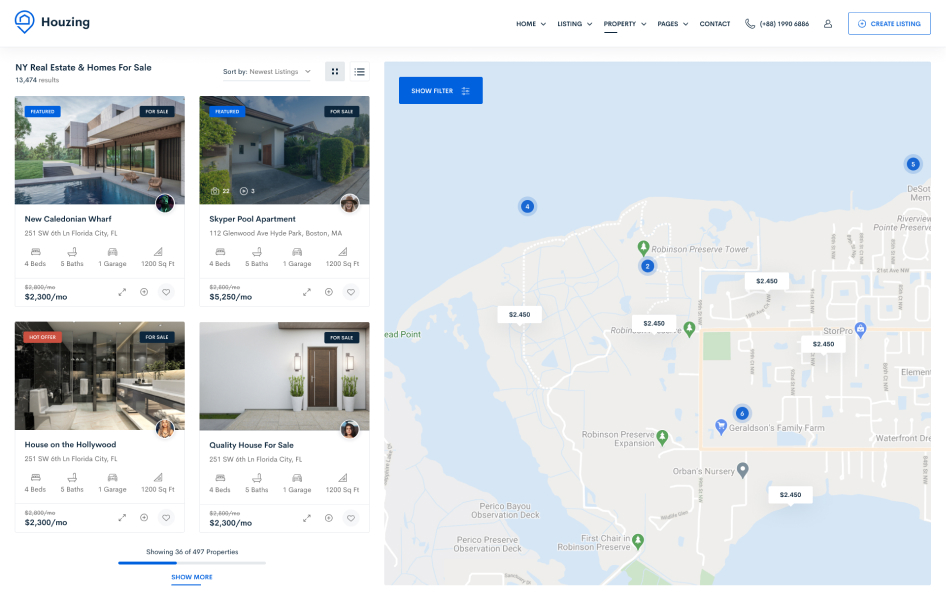 Houzing
HOME
LISTING
PROPERTY
PAGES
CONTACT
(+88) 1990 6886
CREATE LISTING
NY Real Estate & Homes For Sale
13,474 results
Sort by: Newest Listings
FEATURED
FOR SALE
New Caledonian Wharf
251 SW 6th Ln Florida City, FL
4 Beds
5 Baths
1 Garage
1200 Sq Ft
$2,800/mo
$2,300/mo
FEATURED
FOR SALE
22
3
Skyper Pool Apartment
112 Glenwood Ave Hyde Park, Boston, MA
4 Beds
5 Baths
1 Garage
1200 Sq Ft
$2,800/mo
$5,250/mo
HOT OFFER
FOR SALE
House on the Hollywood
251 SW 6th Ln Florida City, FL
4 Beds
5 Baths
1 Garage
1200 Sq Ft
$2,800/mo
$2,300/mo
FOR SALE
Quality House For Sale
251 SW 6th Ln Florida City, FL
4 Beds
5 Baths
1 Garage
1200 Sq Ft
$2,800/mo
$2,300/mo
Showing 36 of 497 Properties
SHOW MORE
SHOW FILTER
5
4
DeSot
Mem
Riverview
Pointe Preserve
Robinson Preserve Tower
2
21st Ave NW
$2.450
$2.450
$2.450
ead Point
StorPro
$2.450
Element
6
Geraldson's Family Farm
Robinson Preserve
Expansion
Waterfront Dre
Orban's Nursery
$2.450
Perico Bayou
Observation Deck
Perico Preserve
Observation Deck
First Chair in
Robinson Preserve